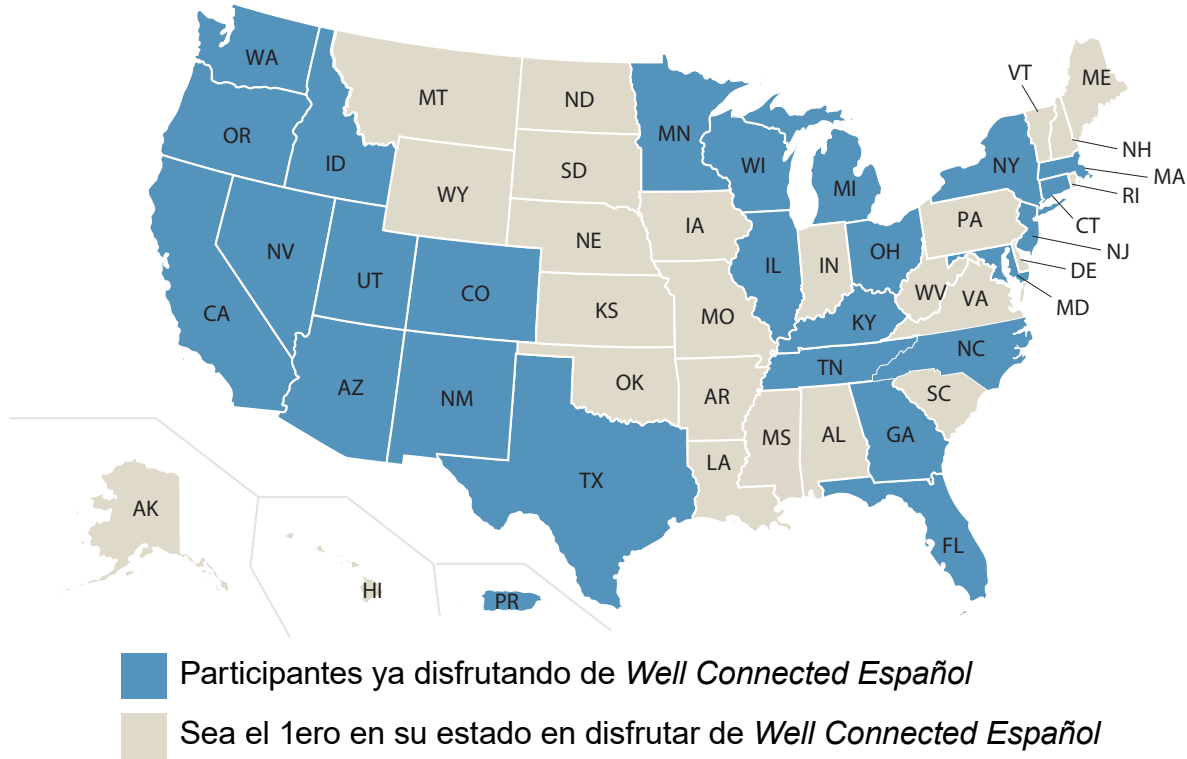 WA
MT
ND
MN
VT
ME
OR
ID
SD
WI
MI
NY
NH
MA
RI
WY
IA
PA
CT
NJ
NV
NE
IL
IN
OH
DE
UT
CO
WV
VA
MD
CA
KS
MO
KY
NC
AZ
NM
OK
AR
TN
SC
TX
LA
MS
AL
GA
AK
FL
HI
PR
Participantes ya disfrutando de Well Connected Español
Sea el 1ero en su estado en disfrutar de Well Connected Español